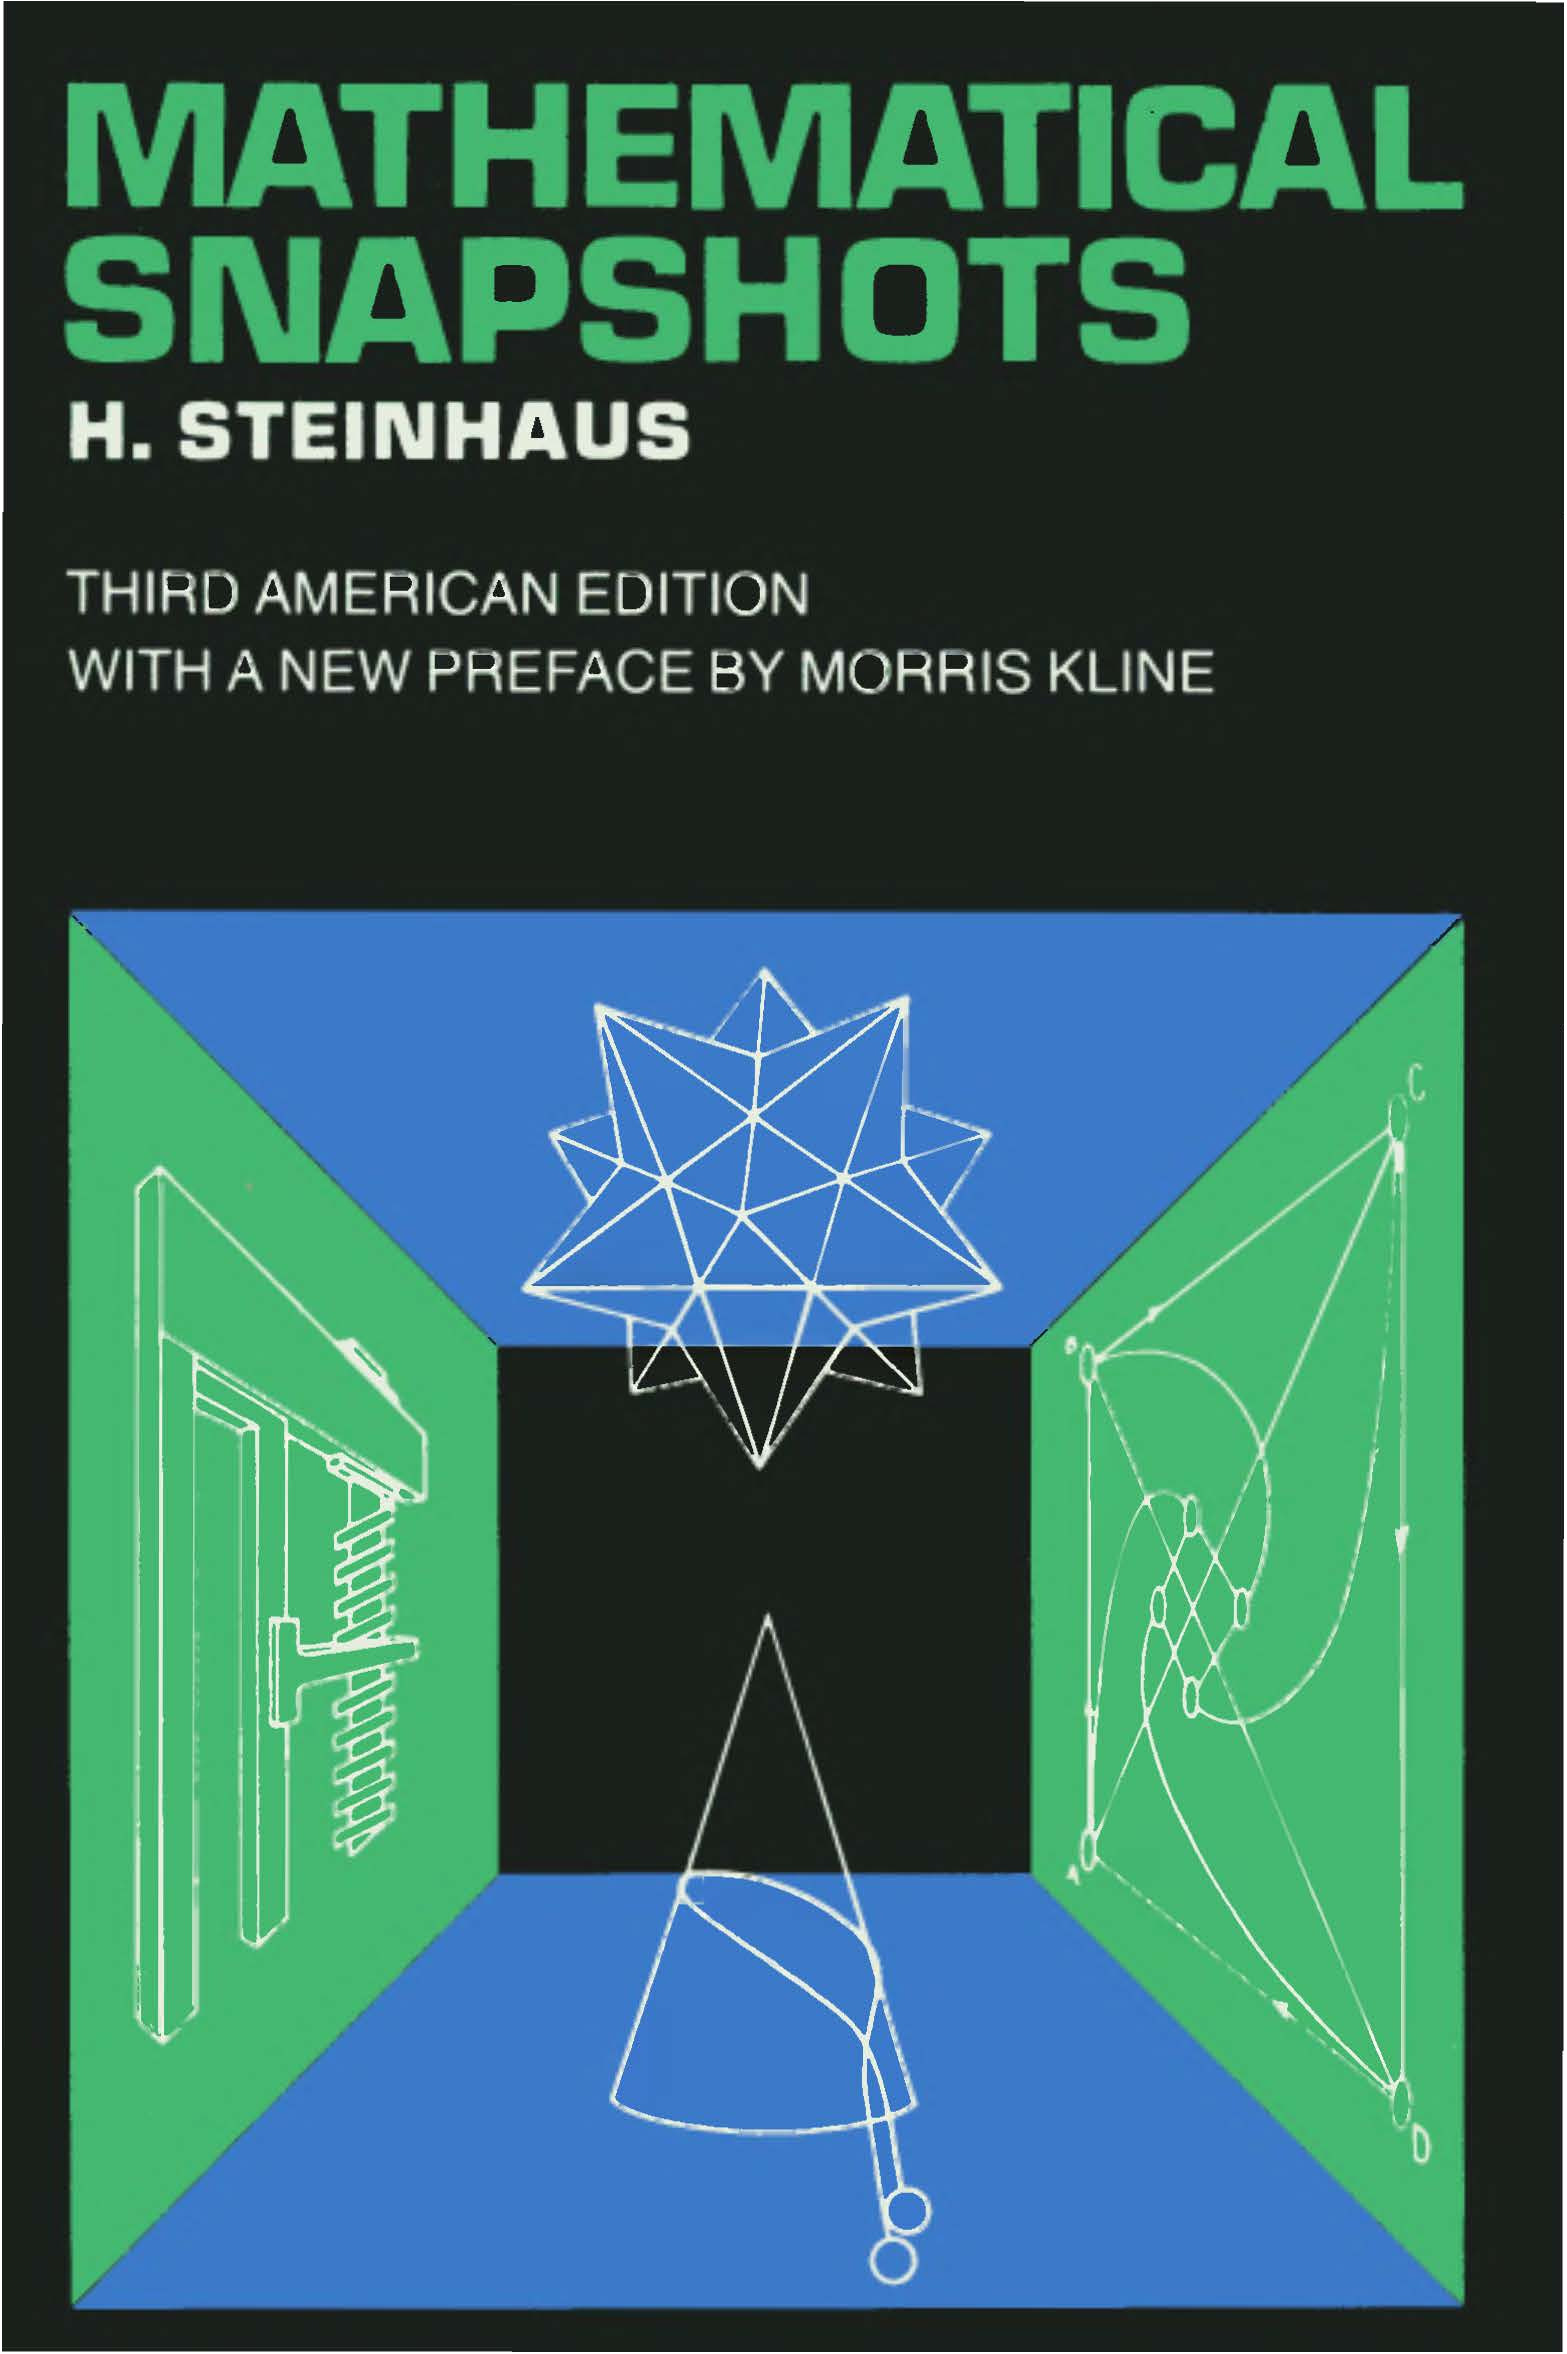 MATHEMATICAL
SNAPSHOTS
H. STEINHAUS
THIRD AMERICAN EDITION
WITH A NEW PREFACE BY MORRIS KLINE
C
B
A
D